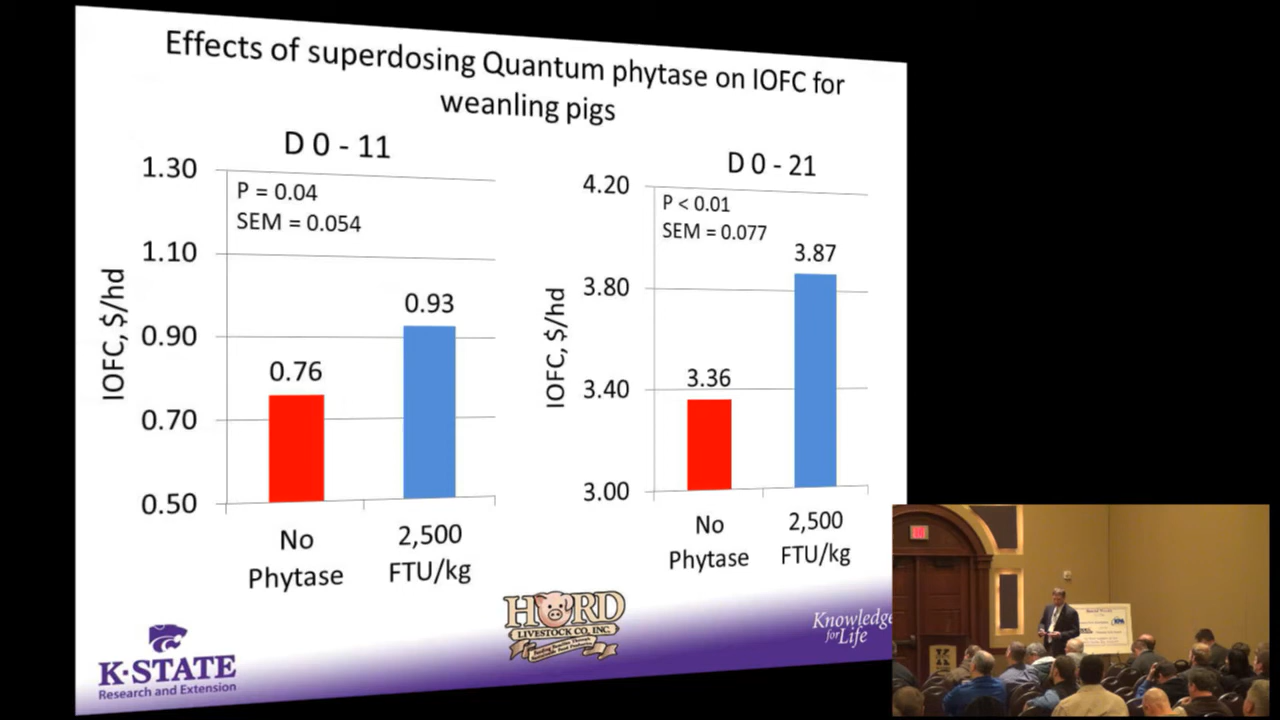 Effects of superdosing Quantum phytase on IOFC for
weanling pigs
D 0 - 11
1.30
P = 0.04
SEM = 0.054
1.10
0.90
0.70
0.50
IOFC, $/hd
0.76
0.93
No
Phytase
2,500
FTU/kg
D 0 - 21
4.20
P < 0.01
SEM = 0.077
3.80
3.40
3.00
IOFC, $/hd
3.36
3.87
No
Phytase
2,500
FTU/kg
K-STATE
Research and Extension
HORD
LIVESTOCK CO., INC.
Knowledge
for Life